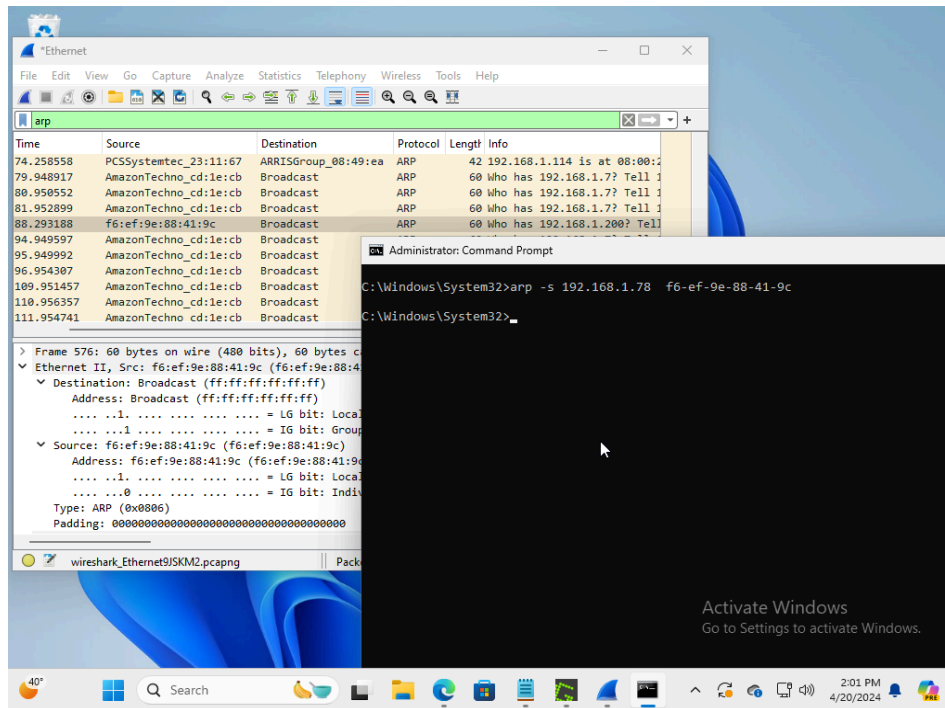 *Ethernet
File Edit View Go Capture Analyze Statistics Telephony Wireless Tools Help
arp
Time Source Destination Protocol Length Info
74.258558 PCSSystemtec_23:11:67 ARRISGroup_08:49:ea ARP 42 192.168.1.114 is at 08:00:2
79.948917 AmazonTechno_cd:1e:cb Broadcast ARP 60 Who has 192.168.1.7? Tell 1
80.950552 AmazonTechno_cd:1e:cb Broadcast ARP 60 Who has 192.168.1.7? Tell 1
81.952899 AmazonTechno_cd:1e:cb Broadcast ARP 60 Who has 192.168.1.7? Tell 1
88.293188 f6:ef:9e:88:41:9c Broadcast ARP 60 Who has 192.168.1.200? Tell
94.949597 AmazonTechno_cd:1e:cb Broadcast
95.949992 AmazonTechno_cd:1e:cb Broadcast
96.954307 AmazonTechno_cd:1e:cb Broadcast
109.951457 AmazonTechno_cd:1e:cb Broadcast
110.956357 AmazonTechno_cd:1e:cb Broadcast
111.954741 AmazonTechno cd:1e:cb Broadcast
Administrator: Command Prompt
C:\Windows\System32>arp -s 192.168.1.78  f6-ef-9e-88-41-9c
C:\Windows\System32>
Frame 576: 60 bytes on wire (480 bits), 60 bytes c
Ethernet II, Src: f6:ef:9e:88:41:9c (f6:ef:9e:88:4
Destination: Broadcast (ff:ff:ff:ff:ff:ff)
Address: Broadcast (ff:ff:ff:ff:ff:ff)
.... ..1. .... .... .... .... = LG bit: Local
.... ...1 .... .... .... .... = IG bit: Group
Source: f6:ef:9e:88:41:9c (f6:ef:9e:88:41:9c)
Address: f6:ef:9e:88:41:9c (f6:ef:9e:88:41:9c
.... ..1. .... .... .... .... = LG bit: Local
.... ...0 .... .... .... .... = IG bit: Indiv
Type: ARP (0x0806)
Padding: 000000000000000000000000000000000000
wireshark_Ethernet9JSKM2.pcapng Pack
Activate Windows
Go to Settings to activate Windows.
40°
Search
2:01 PM
4/20/2024
PRE